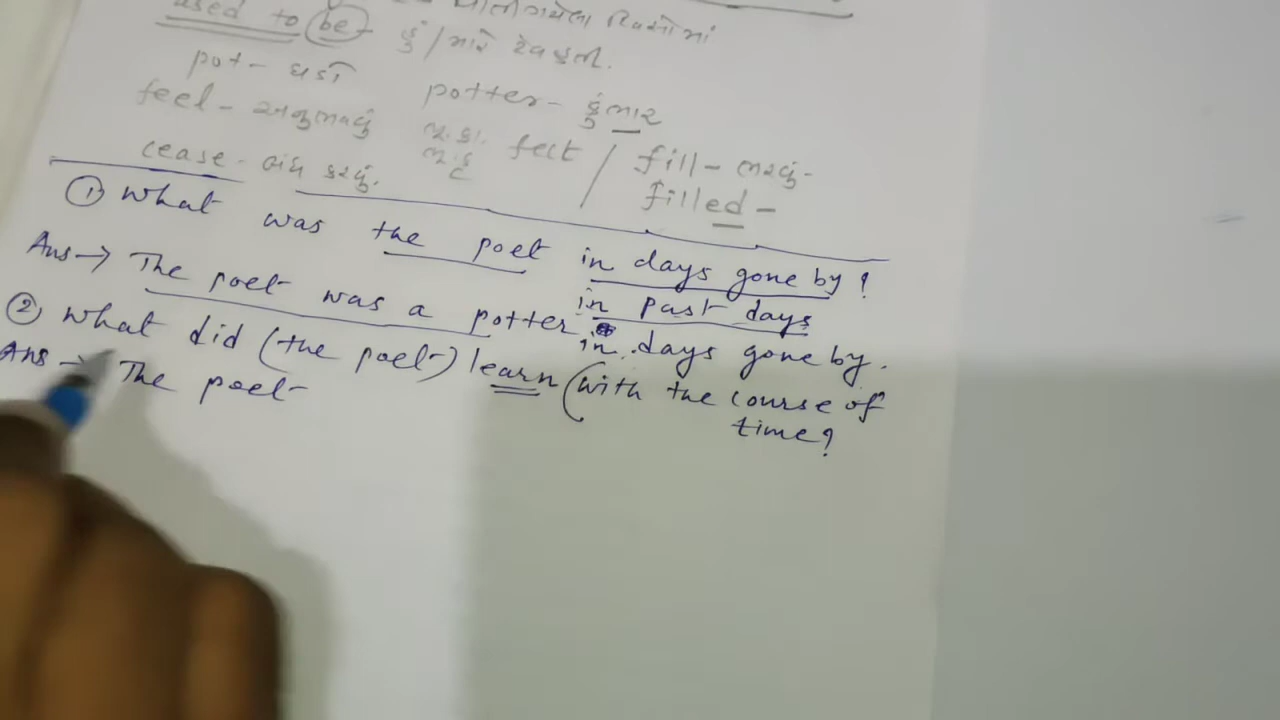 used to be - હું / મારે ટેવ હતી.
pot - ઘડો
potter - કુંભાર
feel - અનુભવવું
ભૂ.કા. felt / fill - ભરવું -
ભૂ.કૃ
filled -
cease - બંધ કરવું.
① What was the poet in days gone by?
in past days
Ans → The poet was a potter in days gone by.
② What did (the poet) learn (with the course of
time?
Ans → The poet